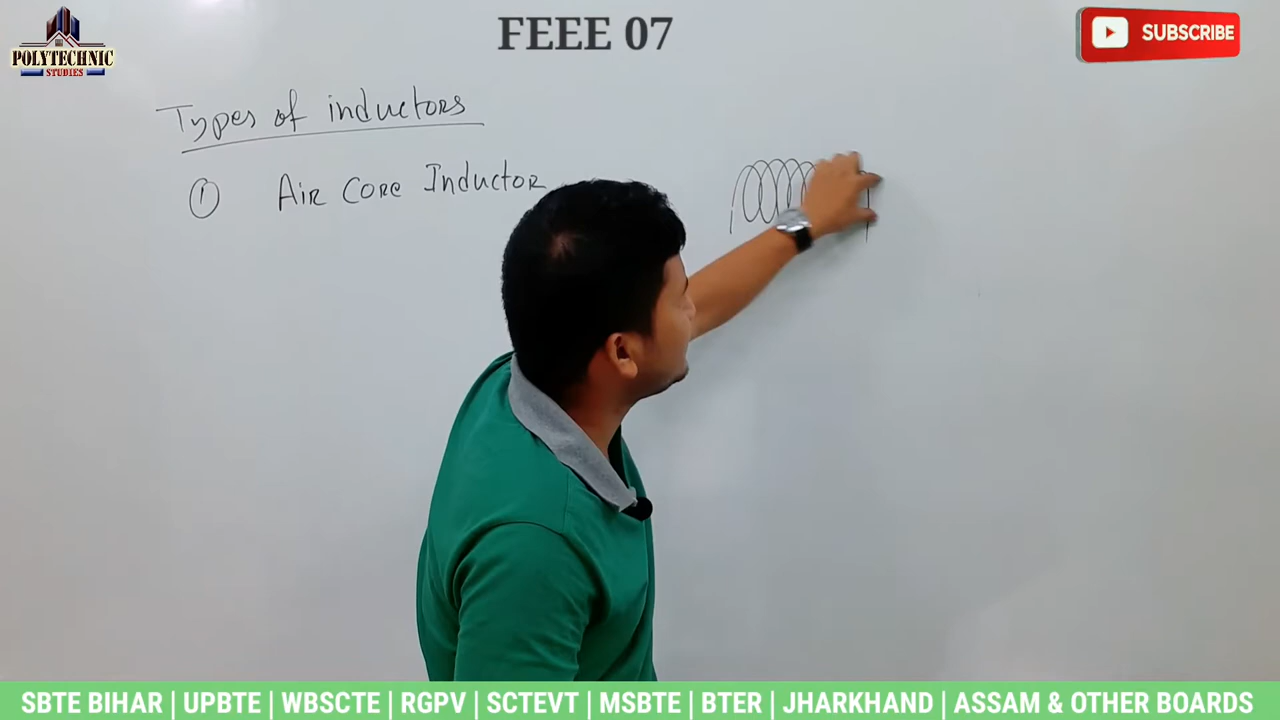 FEEE 07
POLYTECHNIC
STUDIES
SUBSCRIBE
Types of inductors
① Air Core Inductor
SBTE BIHAR | UPBTE | WBSCTE | RGPV | SCTEVT | MSBTE | BTER | JHARKHAND | ASSAM & OTHER BOARDS